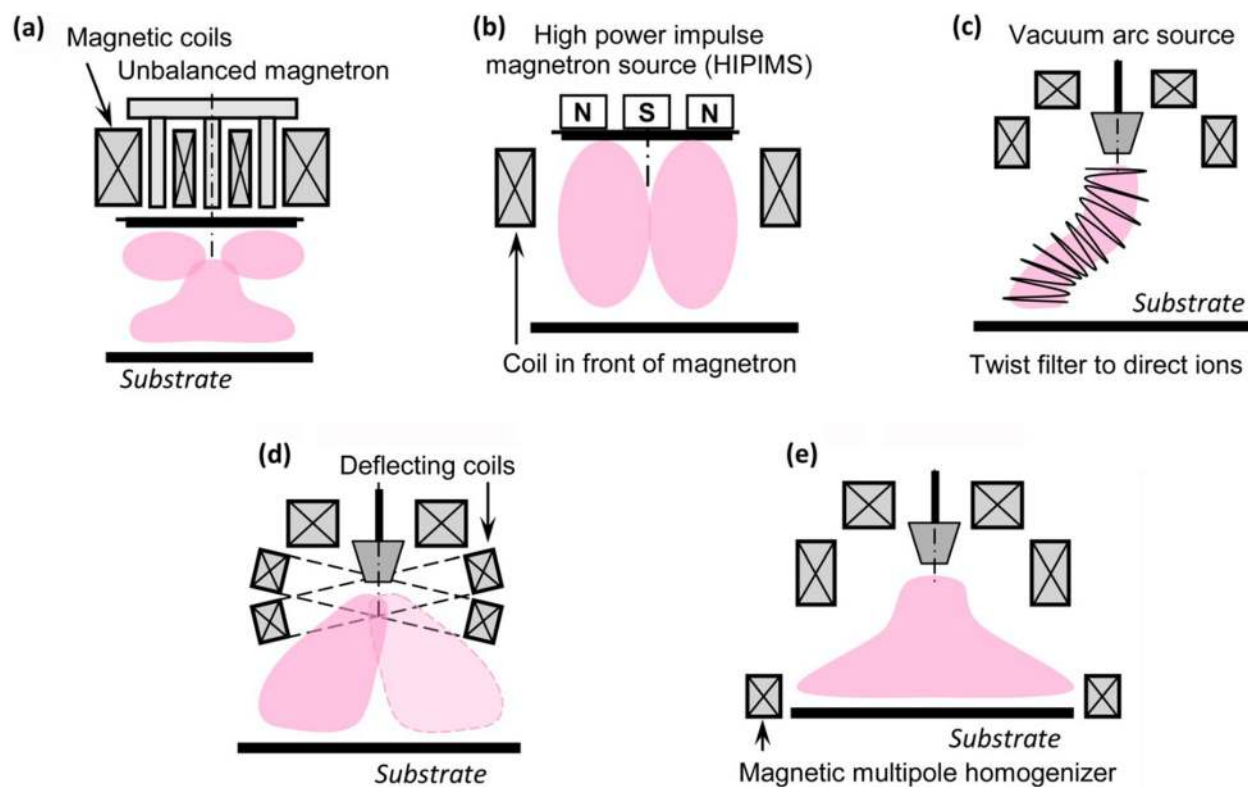 (a)
Magnetic coils
Unbalanced magnetron
Substrate
(b)
High power impulse
magnetron source (HIPIMS)
N S N
Coil in front of magnetron
(c)
Vacuum arc source
Substrate
Twist filter to direct ions
(d)
Deflecting coils
Substrate
(e)
Substrate
Magnetic multipole homogenizer